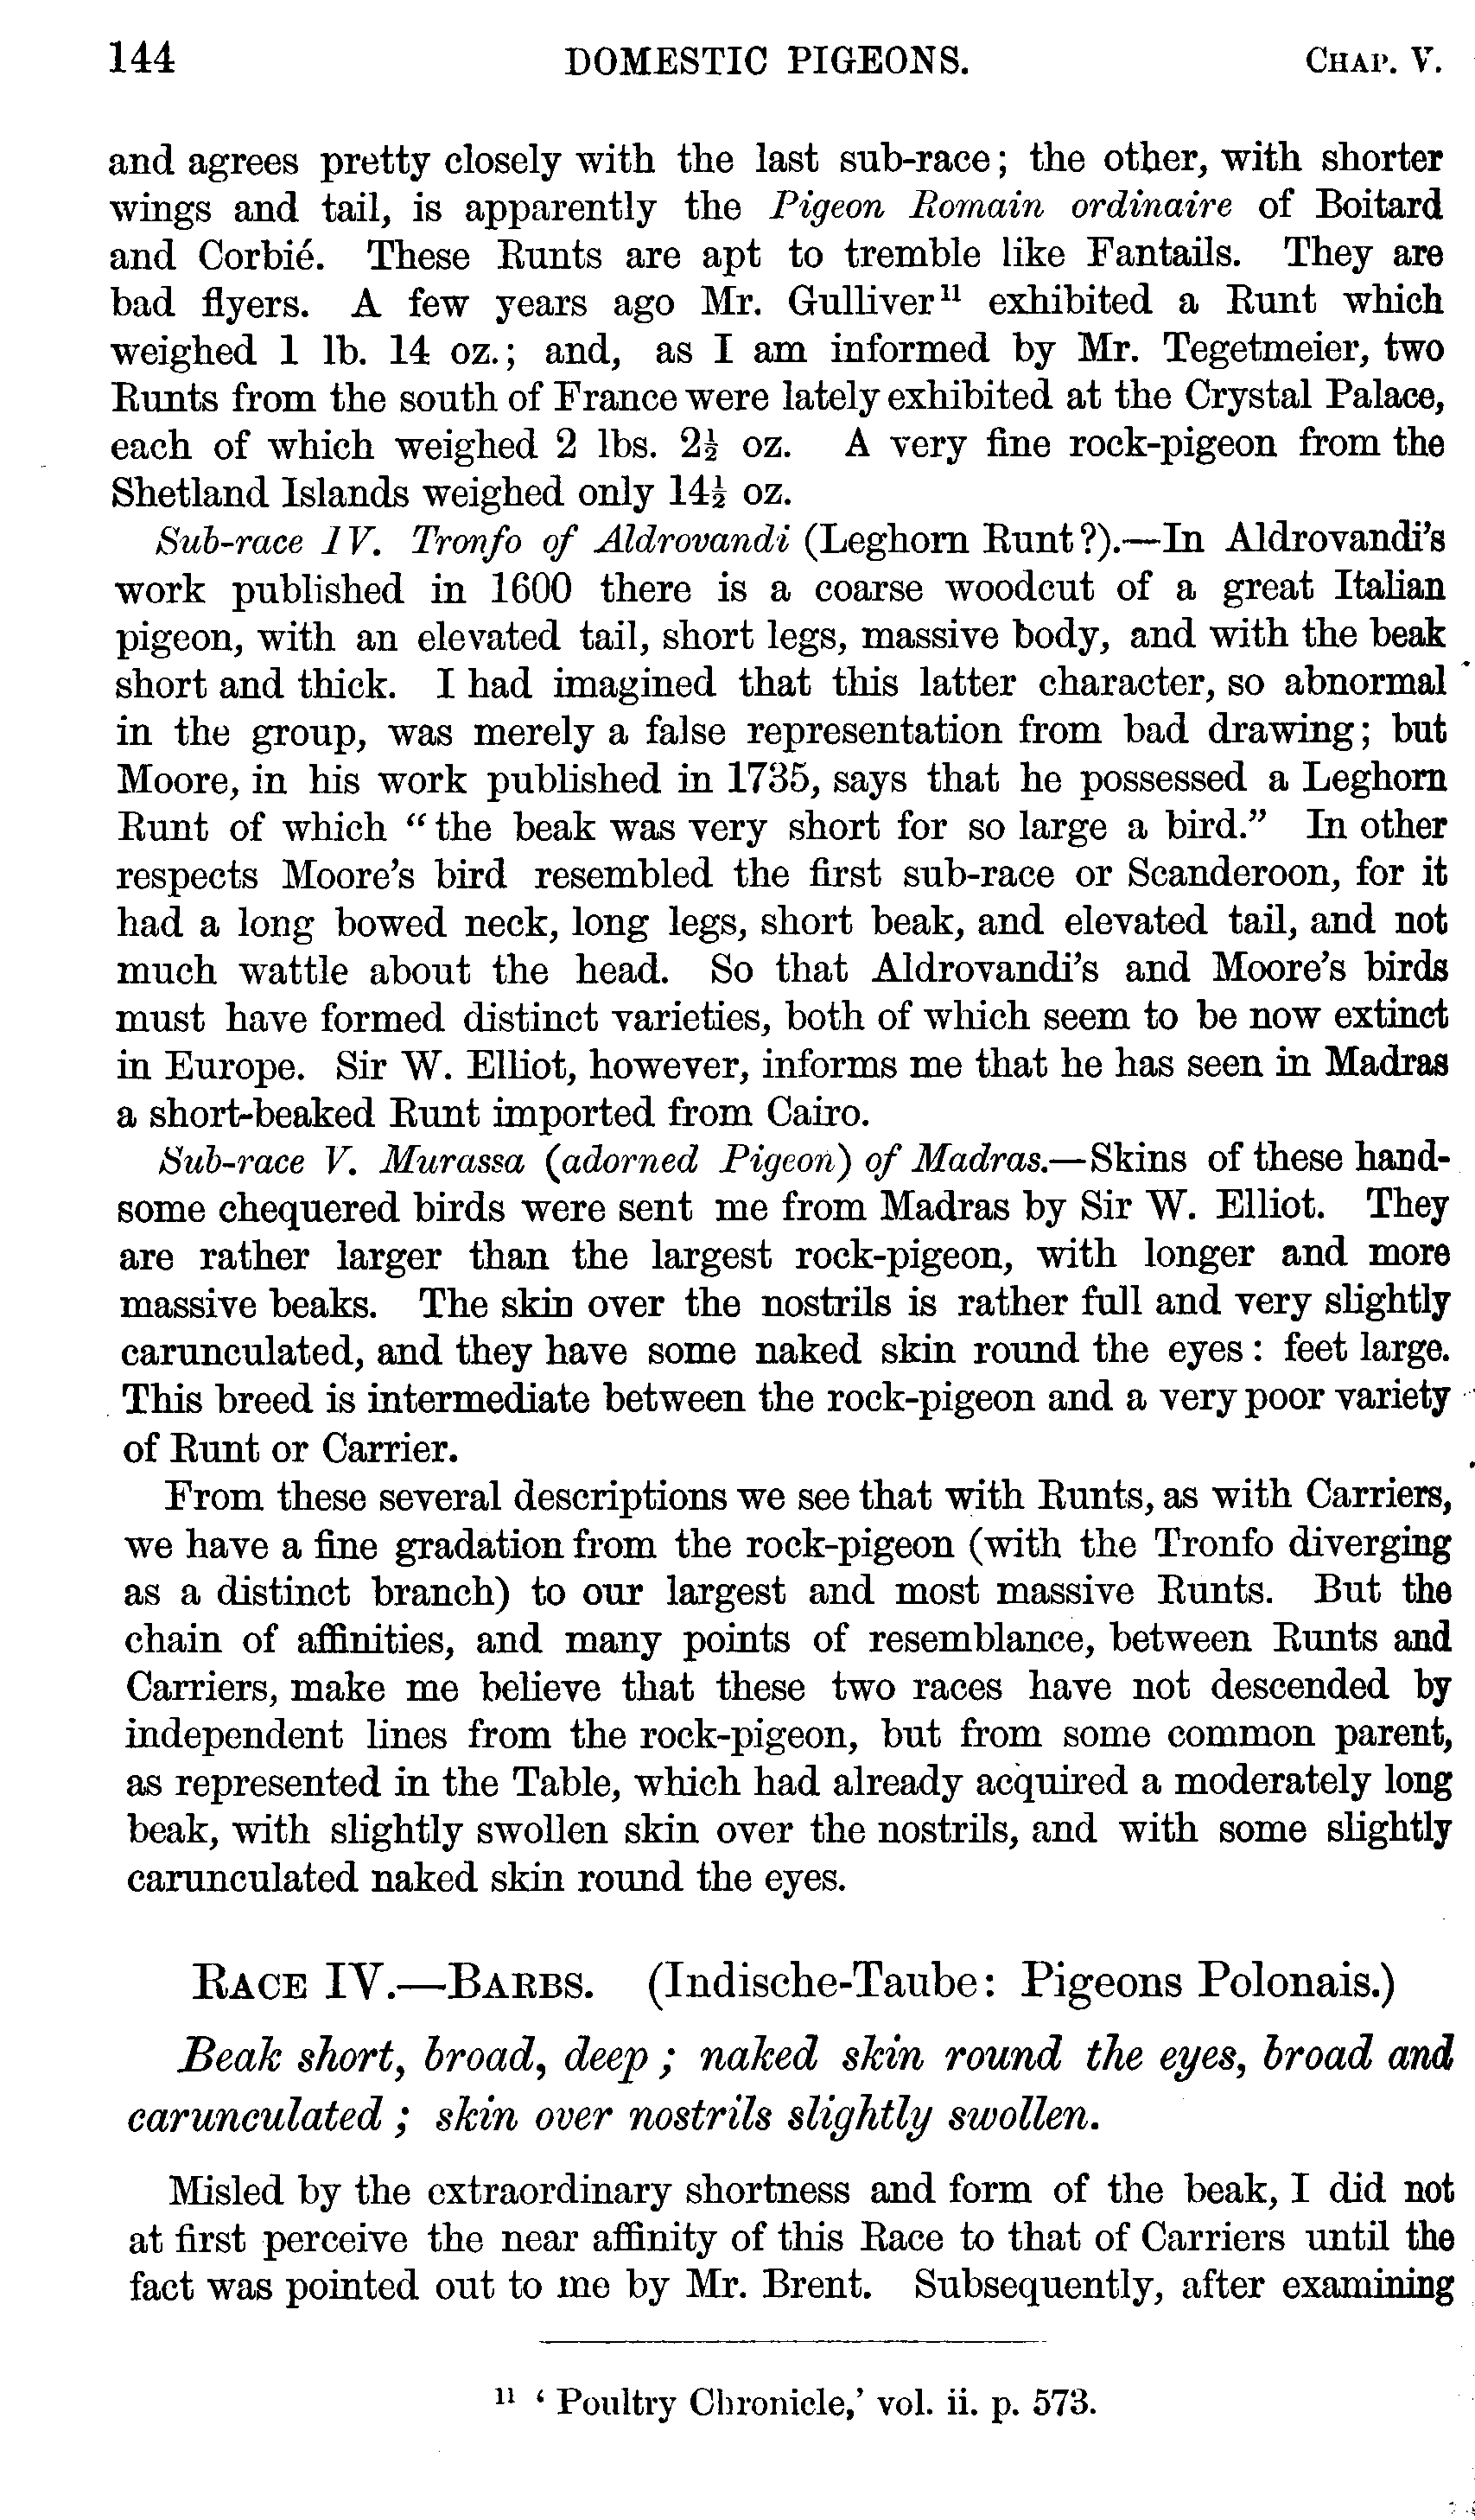 144 DOMESTIC PIGEONS. CHAP. V.
and agrees pretty closely with the last sub-race; the other, with shorter
wings and tail, is apparently the Pigeon Romain ordinaire of Boitard
and Corbié. These Runts are apt to tremble like Fantails. They are
bad flyers. A few years ago Mr. Gulliver¹¹ exhibited a Runt which
weighed 1 lb. 14 oz.; and, as I am informed by Mr. Tegetmeier, two
Runts from the south of France were lately exhibited at the Crystal Palace,
each of which weighed 2 lbs. 2½ oz. A very fine rock-pigeon from the
Shetland Islands weighed only 14½ oz.
Sub-race IV. Tronfo of Aldrovandi (Leghorn Runt?).—In Aldrovandi's
work published in 1600 there is a coarse woodcut of a great Italian
pigeon, with an elevated tail, short legs, massive body, and with the beak
short and thick. I had imagined that this latter character, so abnormal
in the group, was merely a false representation from bad drawing; but
Moore, in his work published in 1735, says that he possessed a Leghorn
Runt of which "the beak was very short for so large a bird." In other
respects Moore's bird resembled the first sub-race or Scanderoon, for it
had a long bowed neck, long legs, short beak, and elevated tail, and not
much wattle about the head. So that Aldrovandi's and Moore's birds
must have formed distinct varieties, both of which seem to be now extinct
in Europe. Sir W. Elliot, however, informs me that he has seen in Madras
a short-beaked Runt imported from Cairo.
Sub-race V. Murassa (adorned Pigeon) of Madras.—Skins of these hand-
some chequered birds were sent me from Madras by Sir W. Elliot. They
are rather larger than the largest rock-pigeon, with longer and more
massive beaks. The skin over the nostrils is rather full and very slightly
carunculated, and they have some naked skin round the eyes: feet large.
This breed is intermediate between the rock-pigeon and a very poor variety
of Runt or Carrier.
From these several descriptions we see that with Runts, as with Carriers,
we have a fine gradation from the rock-pigeon (with the Tronfo diverging
as a distinct branch) to our largest and most massive Runts. But the
chain of affinities, and many points of resemblance, between Runts and
Carriers, make me believe that these two races have not descended by
independent lines from the rock-pigeon, but from some common parent,
as represented in the Table, which had already acquired a moderately long
beak, with slightly swollen skin over the nostrils, and with some slightly
carunculated naked skin round the eyes.
RACE IV.—BARBS. (Indische-Taube: Pigeons Polonais.)
Beak short, broad, deep; naked skin round the eyes, broad and
carunculated; skin over nostrils slightly swollen.
Misled by the extraordinary shortness and form of the beak, I did not
at first perceive the near affinity of this Race to that of Carriers until the
fact was pointed out to me by Mr. Brent. Subsequently, after examining
¹¹ 'Poultry Chronicle,' vol. ii. p. 573.